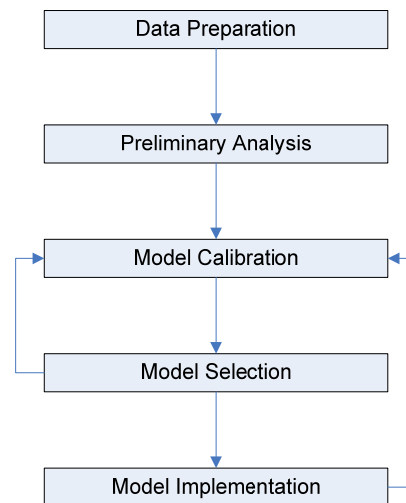 Data Preparation
Preliminary Analysis
Model Calibration
Model Selection
Model Implementation